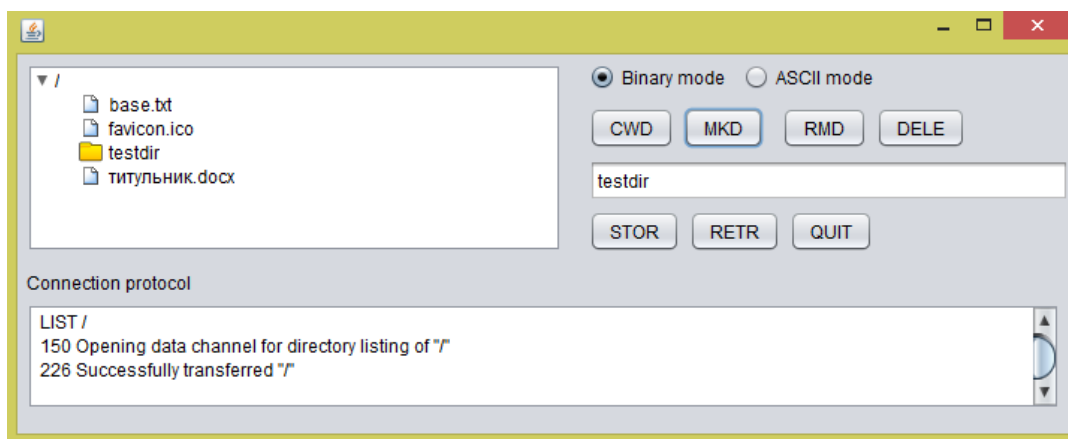 /
base.txt
favicon.ico
testdir
титульник.docx
Binary mode ASCII mode
CWD MKD RMD DELE
testdir
STOR RETR QUIT
Connection protocol
LIST /
150 Opening data channel for directory listing of "/"
226 Successfully transferred "/"